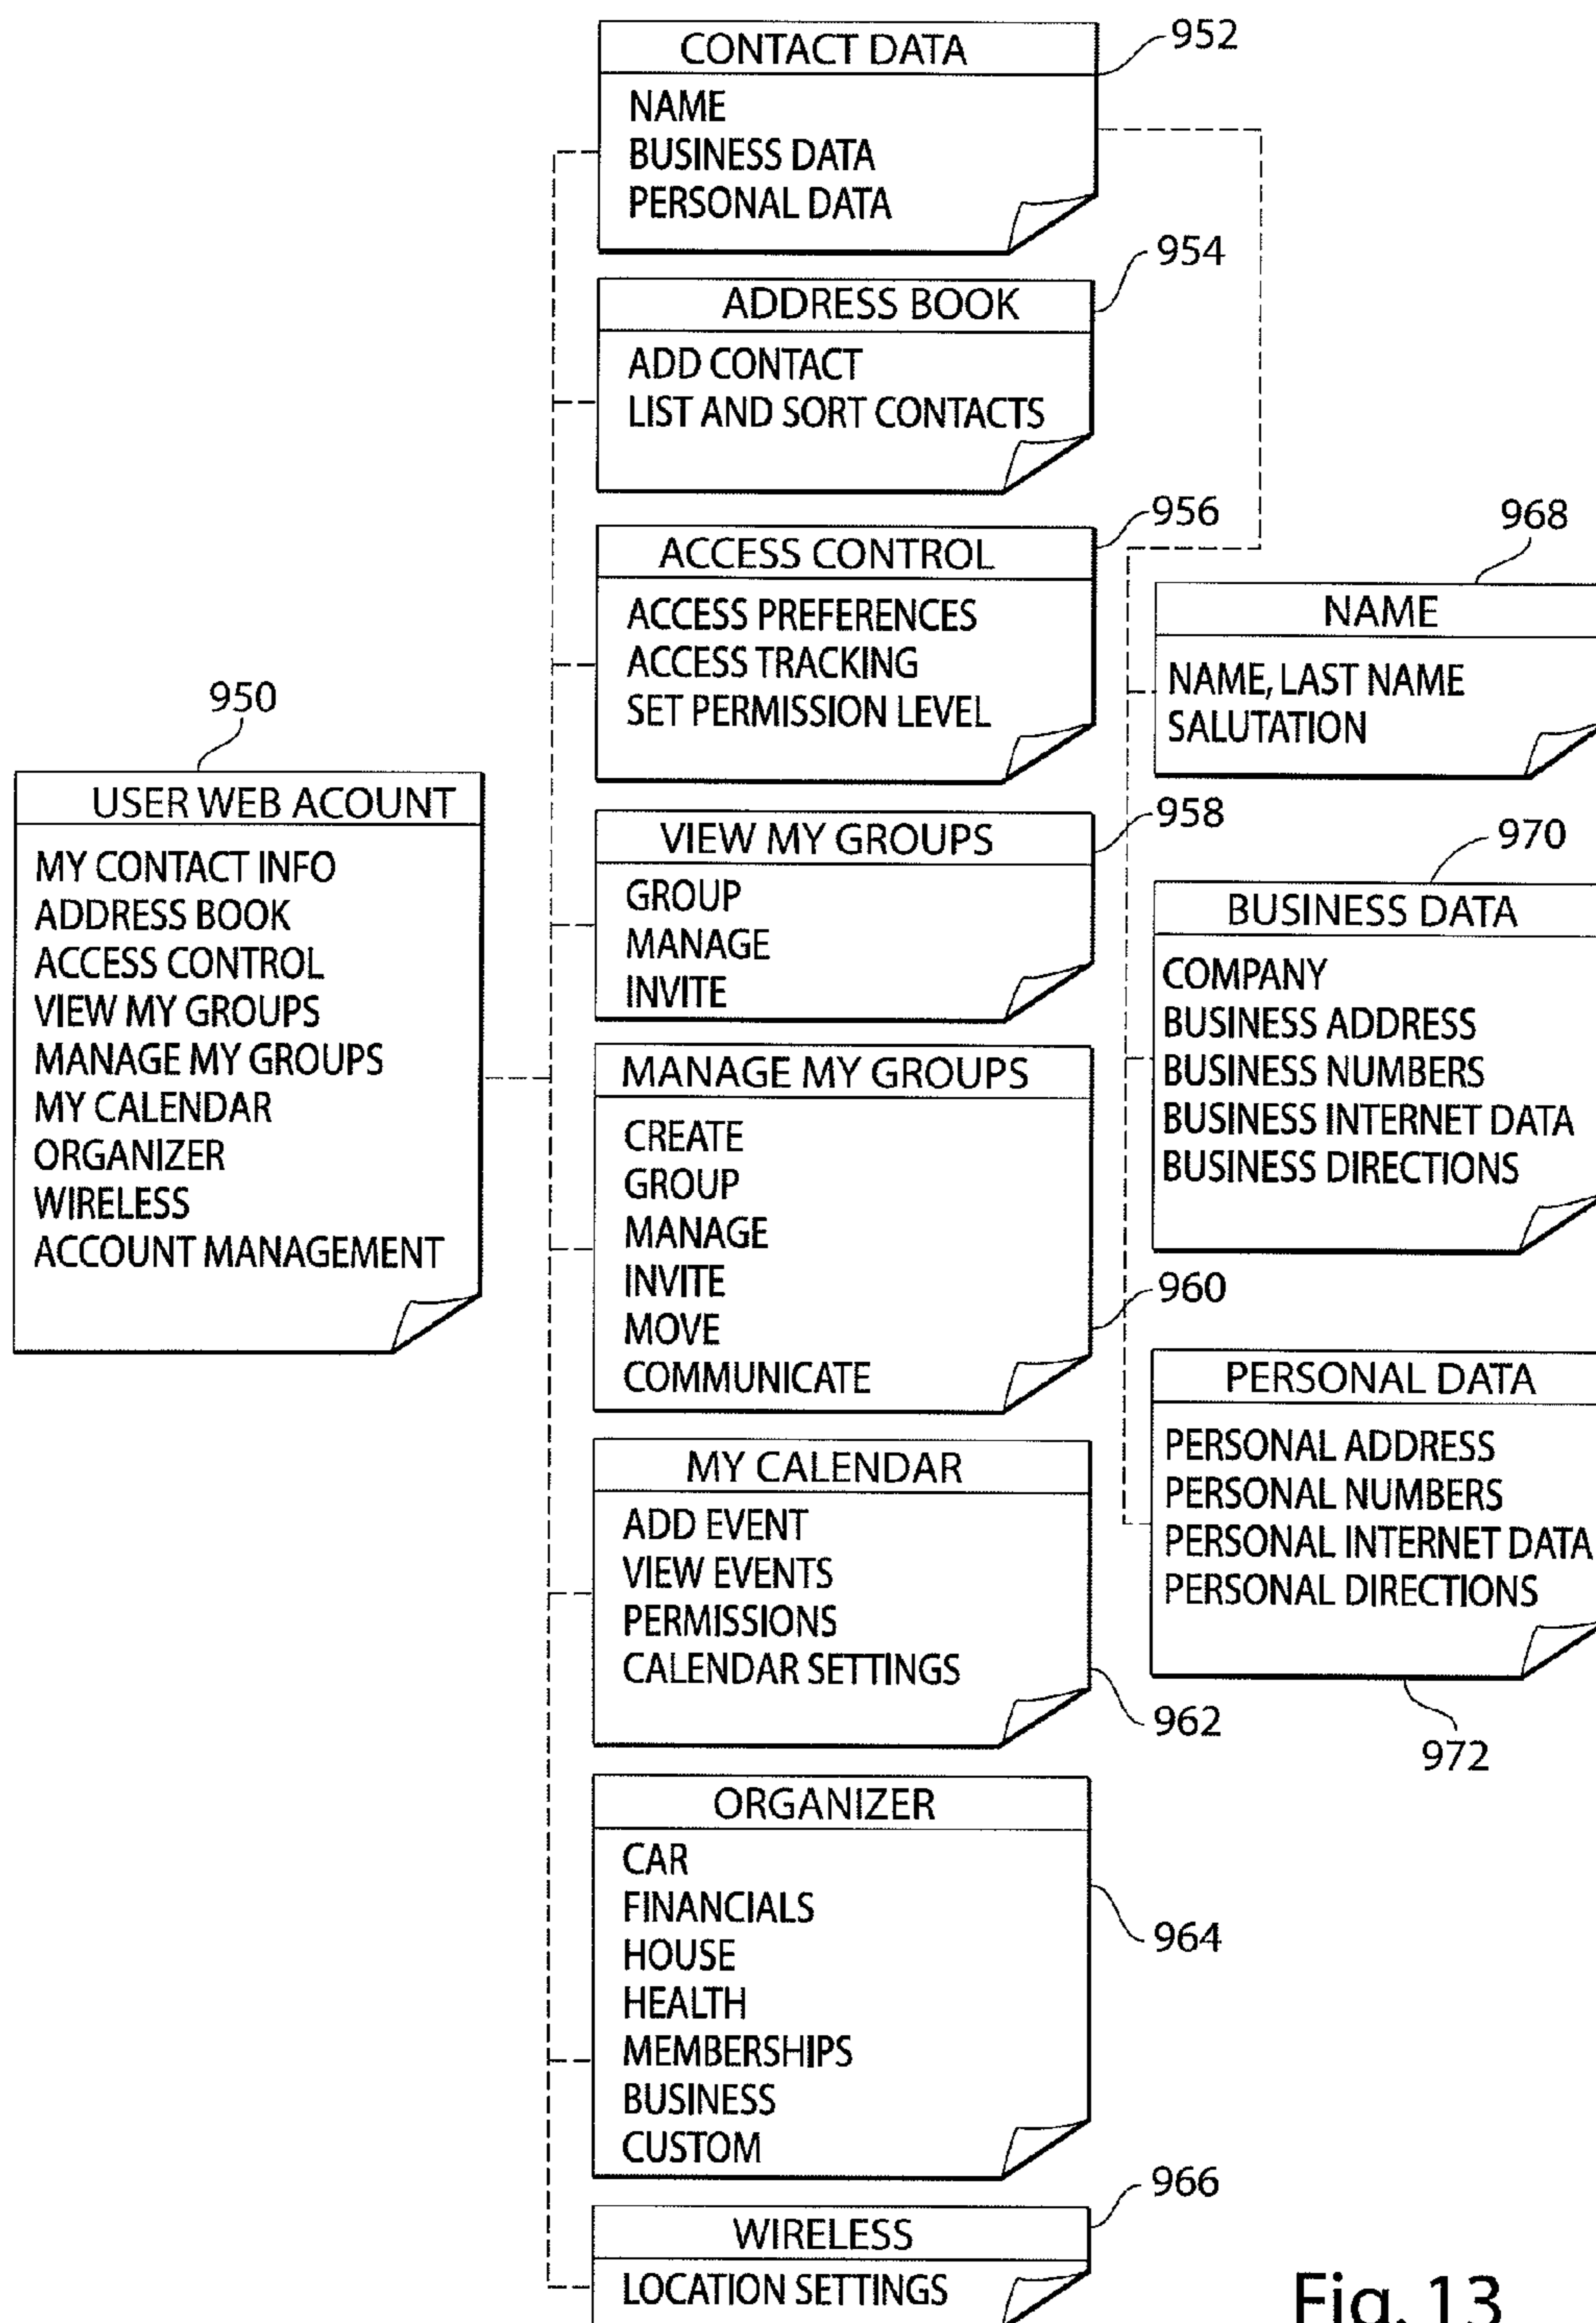 950
USER WEB ACOUNT
MY CONTACT INFO
ADDRESS BOOK
ACCESS CONTROL
VIEW MY GROUPS
MANAGE MY GROUPS
MY CALENDAR
ORGANIZER
WIRELESS
ACCOUNT MANAGEMENT
952
CONTACT DATA
NAME
BUSINESS DATA
PERSONAL DATA
954
ADDRESS BOOK
ADD CONTACT
LIST AND SORT CONTACTS
956
ACCESS CONTROL
ACCESS PREFERENCES
ACCESS TRACKING
SET PERMISSION LEVEL
958
VIEW MY GROUPS
GROUP
MANAGE
INVITE
MANAGE MY GROUPS
CREATE
GROUP
MANAGE
INVITE
MOVE
COMMUNICATE
960
MY CALENDAR
ADD EVENT
VIEW EVENTS
PERMISSIONS
CALENDAR SETTINGS
962
ORGANIZER
CAR
FINANCIALS
HOUSE
HEALTH
MEMBERSHIPS
BUSINESS
CUSTOM
964
966
WIRELESS
LOCATION SETTINGS
968
NAME
NAME, LAST NAME
SALUTATION
970
BUSINESS DATA
COMPANY
BUSINESS ADDRESS
BUSINESS NUMBERS
BUSINESS INTERNET DATA
BUSINESS DIRECTIONS
PERSONAL DATA
PERSONAL ADDRESS
PERSONAL NUMBERS
PERSONAL INTERNET DATA
PERSONAL DIRECTIONS
972
Fig. 13